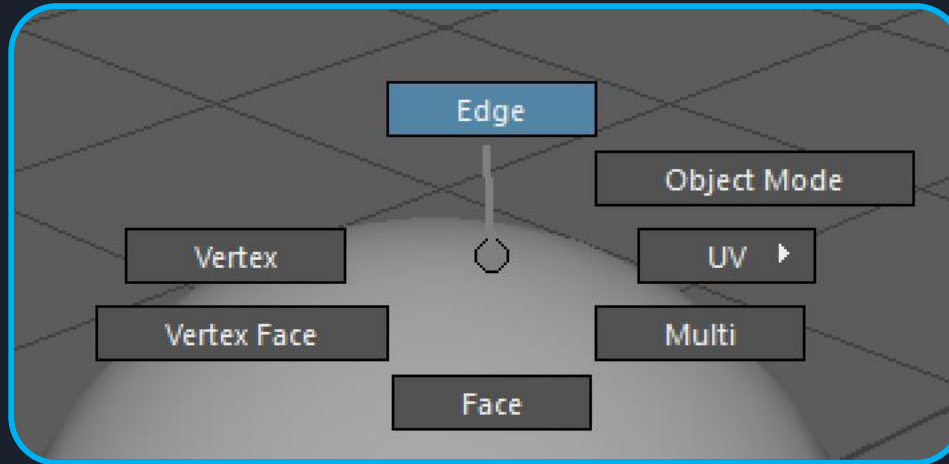 Edge
Object Mode
Vertex
UV
Vertex Face
Multi
Face